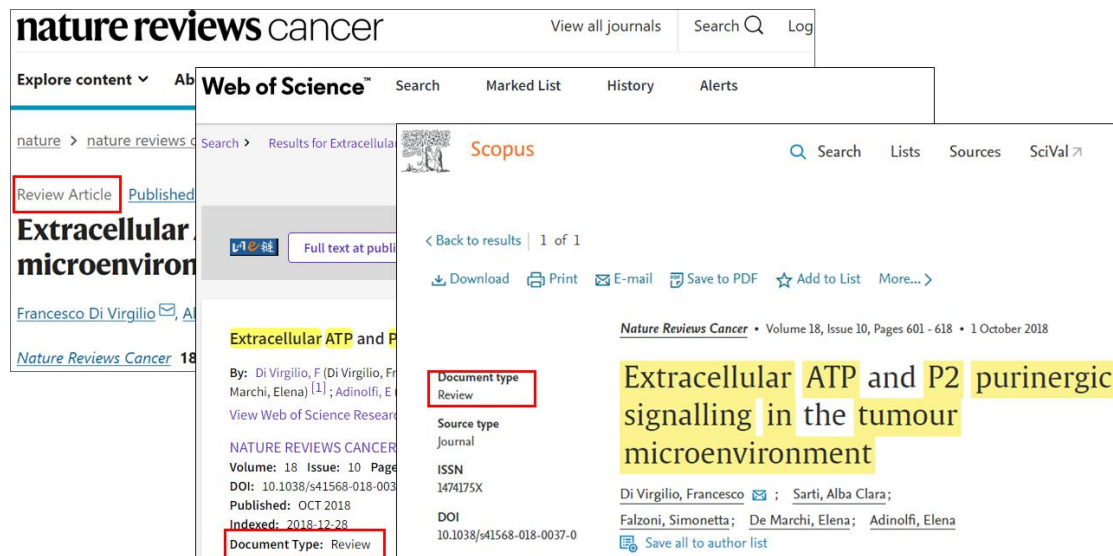 nature reviews cancer
View all journals
Search
Log
Explore content
Ab
nature > nature reviews c
Review Article
Published
Extracellular
microenviron
Francesco Di Virgilio
, Al
Nature Reviews Cancer 18
Web of Science™
Search
Marked List
History
Alerts
Search > Results for Extracellula
Full text at publi
Extracellular ATP and P
By: Di Virgilio, F (Di Virgilio, Fr
Marchi, Elena) [1] ; Adinolfi, E (
View Web of Science Resear
NATURE REVIEWS CANCER
Volume: 18 Issue: 10 Page
DOI: 10.1038/s41568-018-003
Published: OCT 2018
Indexed: 2018-12-28
Document Type: Review
Scopus
Search
Lists
Sources
SciVal
Back to results | 1 of 1
Download
Print
E-mail
Save to PDF
Add to List
More... >
Nature Reviews Cancer • Volume 18, Issue 10, Pages 601 - 618 • 1 October 2018
Extracellular ATP and P2 purinergic
signalling in the tumour
microenvironment
Di Virgilio, Francesco ; Sarti, Alba Clara;
Falzoni, Simonetta; De Marchi, Elena; Adinolfi, Elena
Save all to author list
Document type
Review
Source type
Journal
ISSN
1474175X
DOI
10.1038/s41568-018-0037-0